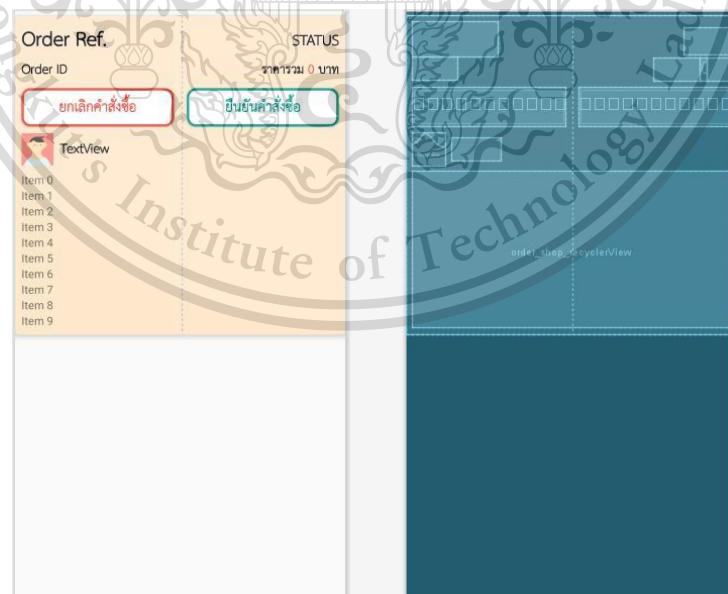 Order Ref.
STATUS
Order ID
ราคารวม 0 บาท
ยกเลิกคำสั่งซื้อ
ยืนยันคำสั่งซื้อ
TextView
Item 0
Item 1
Item 2
Item 3
Item 4
Item 5
Item 6
Item 7
Item 8
Item 9
order_shop_recyclerView
Institute of Technology